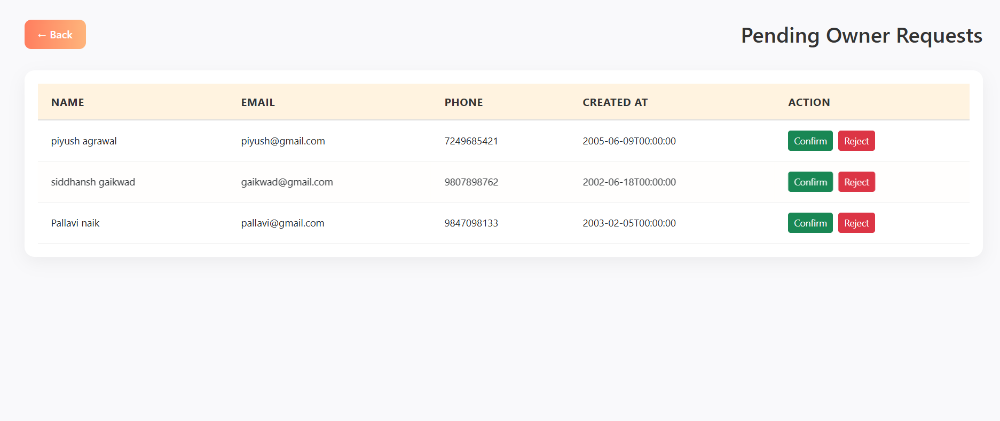 ← Back
Pending Owner Requests
NAME EMAIL PHONE CREATED AT ACTION
piyush agrawal piyush@gmail.com 7249685421 2005-06-09T00:00:00 Confirm Reject
siddhansh gaikwad gaikwad@gmail.com 9807898762 2002-06-18T00:00:00 Confirm Reject
Pallavi naik pallavi@gmail.com 9847098133 2003-02-05T00:00:00 Confirm Reject